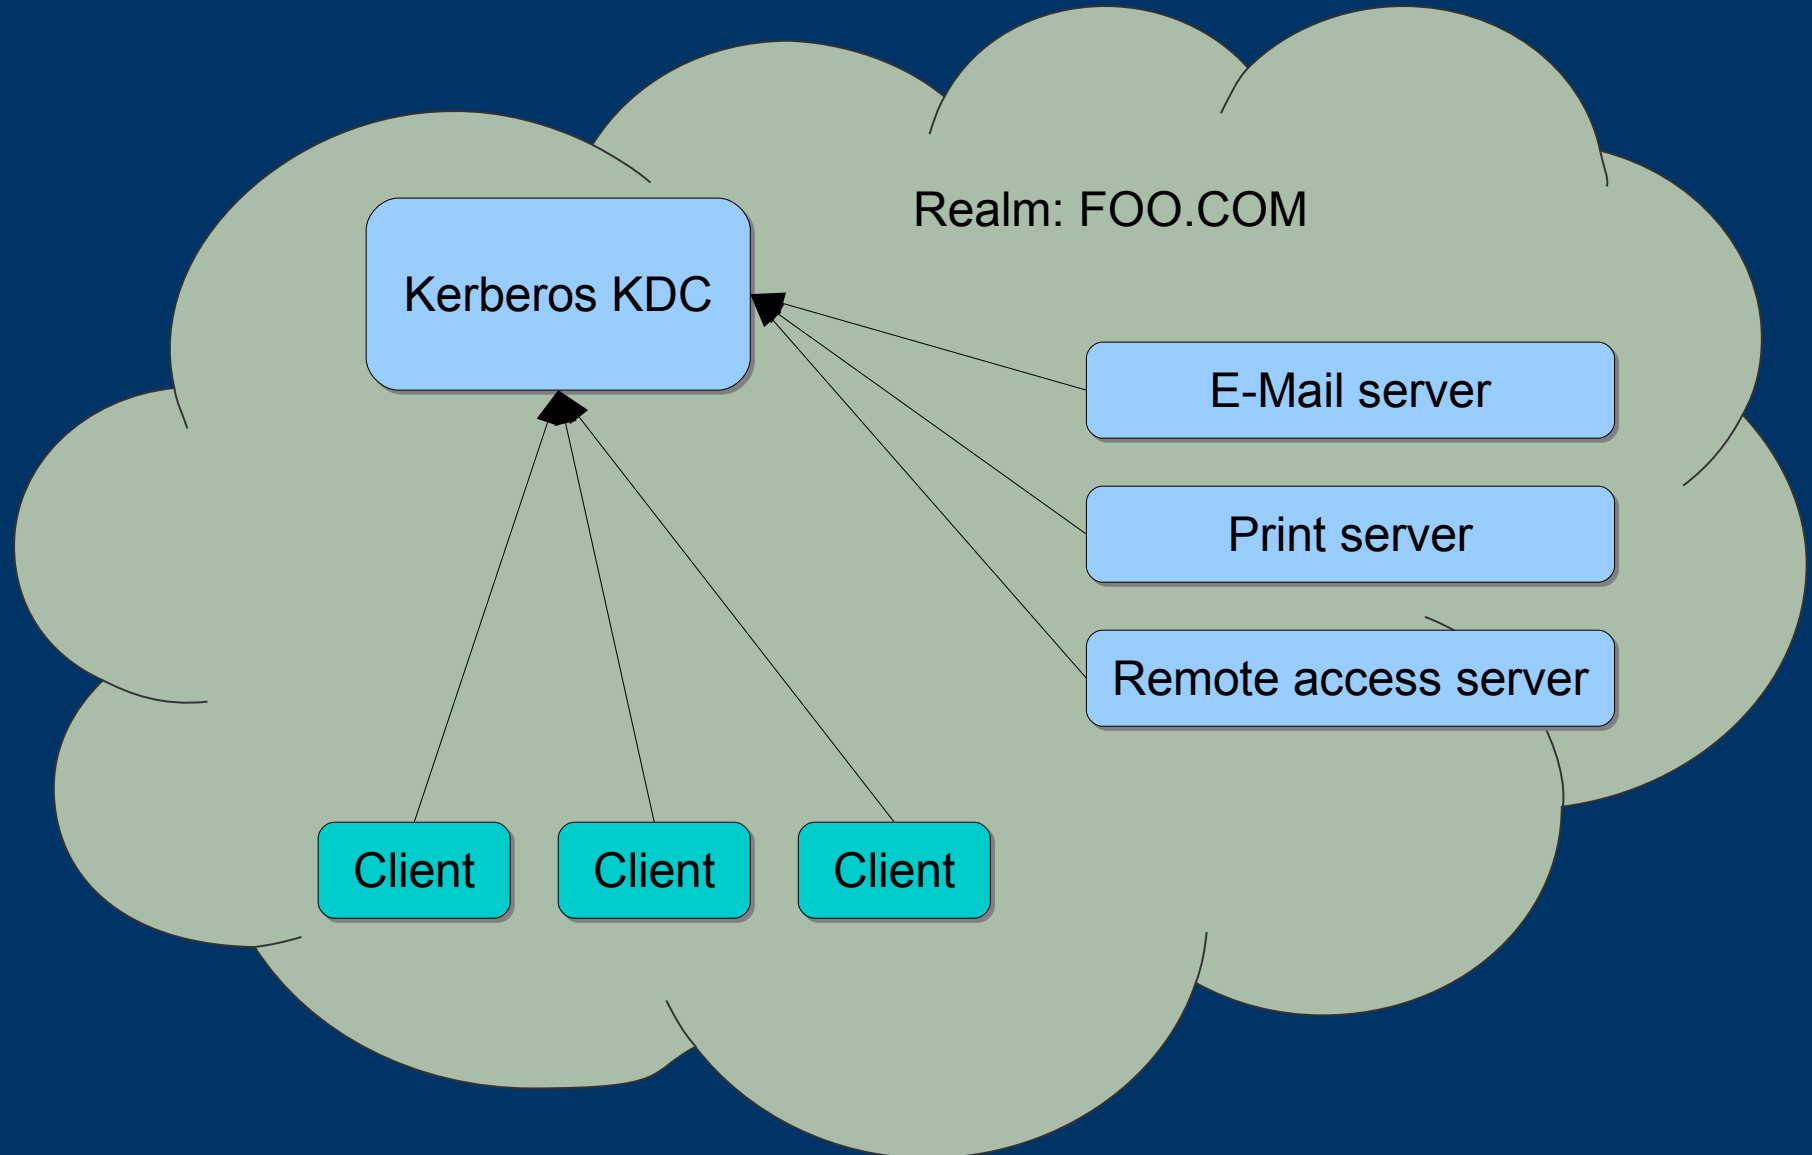 Realm: FOO.COM
Kerberos KDC
E-Mail server
Print server
Remote access server
Client
Client
Client